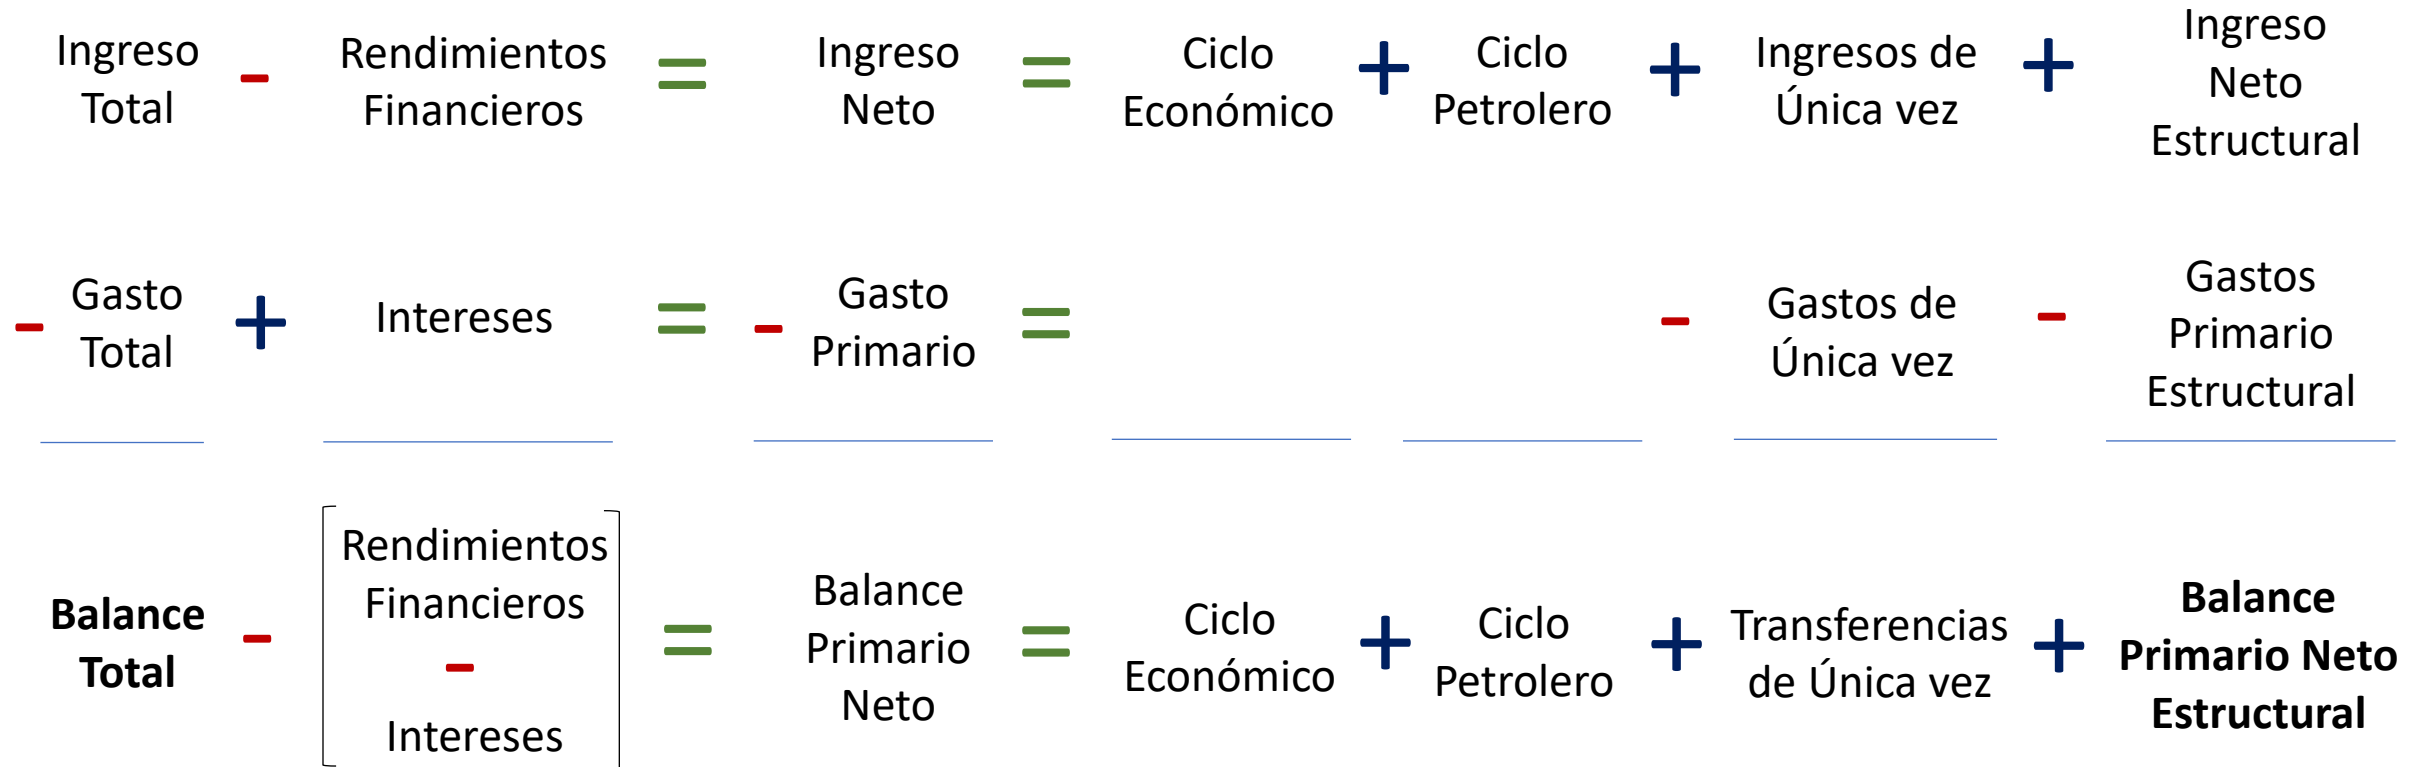 Ingreso
Total
-
Rendimientos
Financieros
=
Ingreso
Neto
=
Ciclo
Económico
+
Ciclo
Petrolero
+
Ingresos de
Única vez
+
Ingreso
Neto
Estructural
-
Gasto
Total
+
Intereses
=
-
Gasto
Primario
=
-
Gastos de
Única vez
-
Gastos
Primario
Estructural
Balance
Total
-
Rendimientos
Financieros
-
Intereses
=
Balance
Primario
Neto
=
Ciclo
Económico
+
Ciclo
Petrolero
+
Transferencias
de Única vez
+
Balance
Primario Neto
Estructural